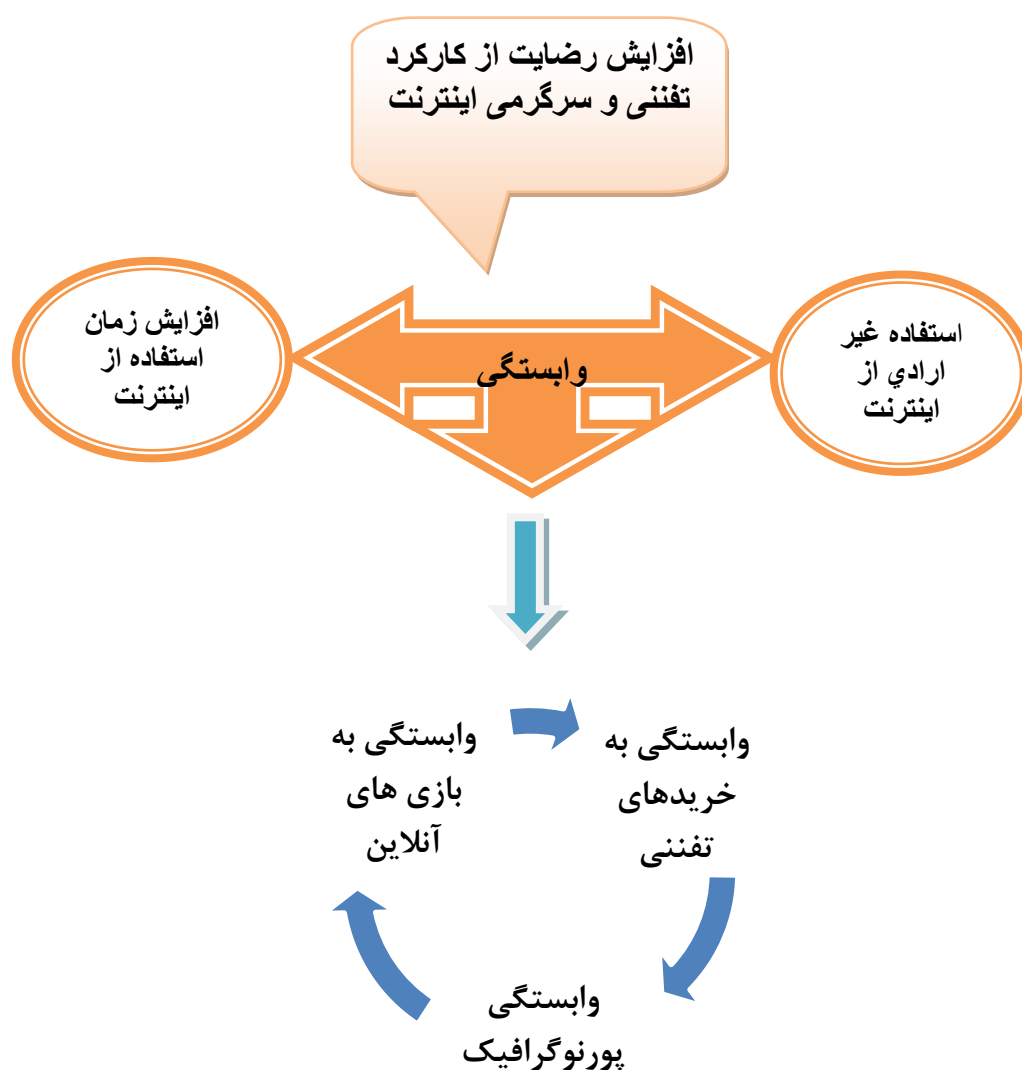 افزایش رضایت از کارکرد
تفننی و سرگرمی اینترنت
استفاده غیر
ارادي از
اینترنت
وابستگی
افزایش زمان
استفاده از
اینترنت
وابستگی به
خریدهای
تفننی
وابستگی به
بازی های
آنلاین
وابستگی
پورنوگرافیک